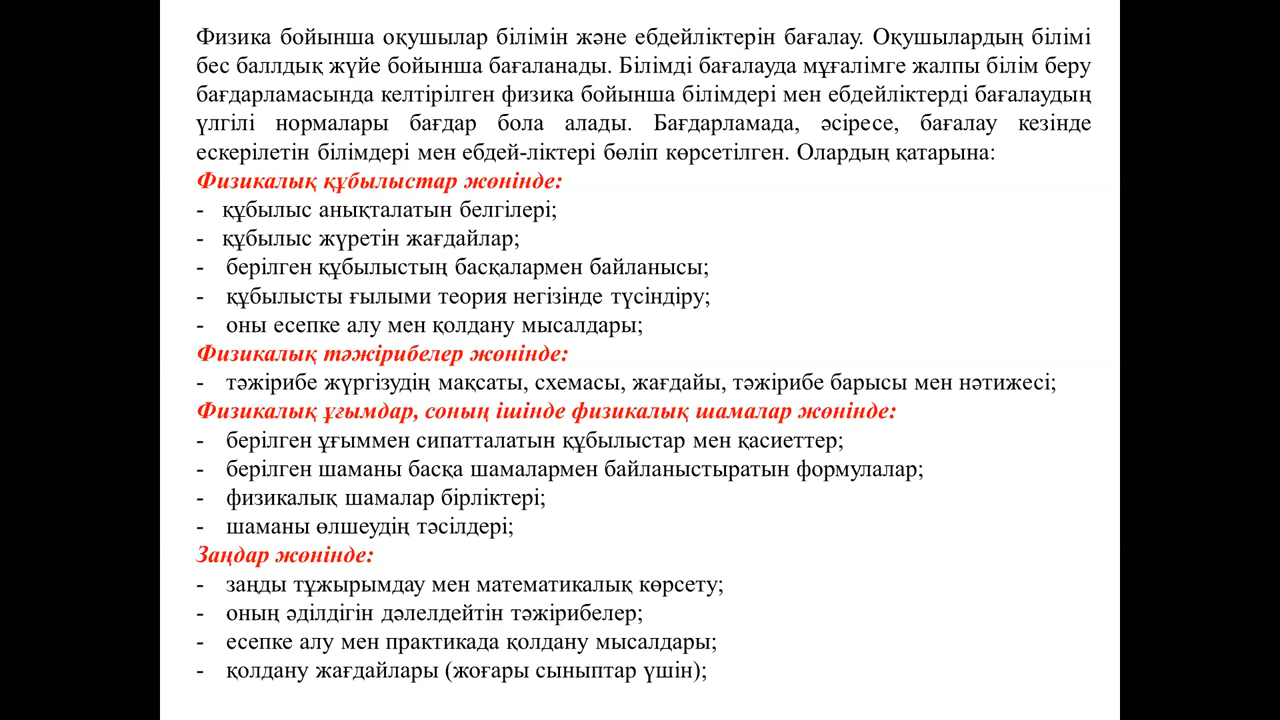 Физика бойынша оқушылар білімін және ебдейліктерін бағалау. Оқушылардың білімі
бес баллдық жүйе бойынша бағаланады. Білімді бағалауда мұғалімге жалпы білім беру
бағдарламасында келтірілген физика бойынша білімдері мен ебдейліктерді бағалаудың
үлгілі нормалары бағдар бола алады. Бағдарламада, әсіресе, бағалау кезінде
ескерілетін білімдері мен ебдей-ліктері бөліп көрсетілген. Олардың қатарына:
Физикалық құбылыстар жөнінде:
- құбылыс анықталатын белгілері;
- құбылыс жүретін жағдайлар;
- берілген құбылыстың басқалармен байланысы;
- құбылысты ғылыми теория негізінде түсіндіру;
- оны есепке алу мен қолдану мысалдары;
Физикалық тәжірибелер жөнінде:
- тәжірибе жүргізудің мақсаты, схемасы, жағдайы, тәжірибе барысы мен нәтижесі;
Физикалық ұғымдар, соның ішінде физикалық шамалар жөнінде:
- берілген ұғыммен сипатталатын құбылыстар мен қасиеттер;
- берілген шаманы басқа шамалармен байланыстыратын формулалар;
- физикалық шамалар бірліктері;
- шаманы өлшеудің тәсілдері;
Заңдар жөнінде:
- заңды тұжырымдау мен математикалық көрсету;
- оның әділдігін дәлелдейтін тәжірибелер;
- есепке алу мен практикада қолдану мысалдары;
- қолдану жағдайлары (жоғары сыныптар үшін);